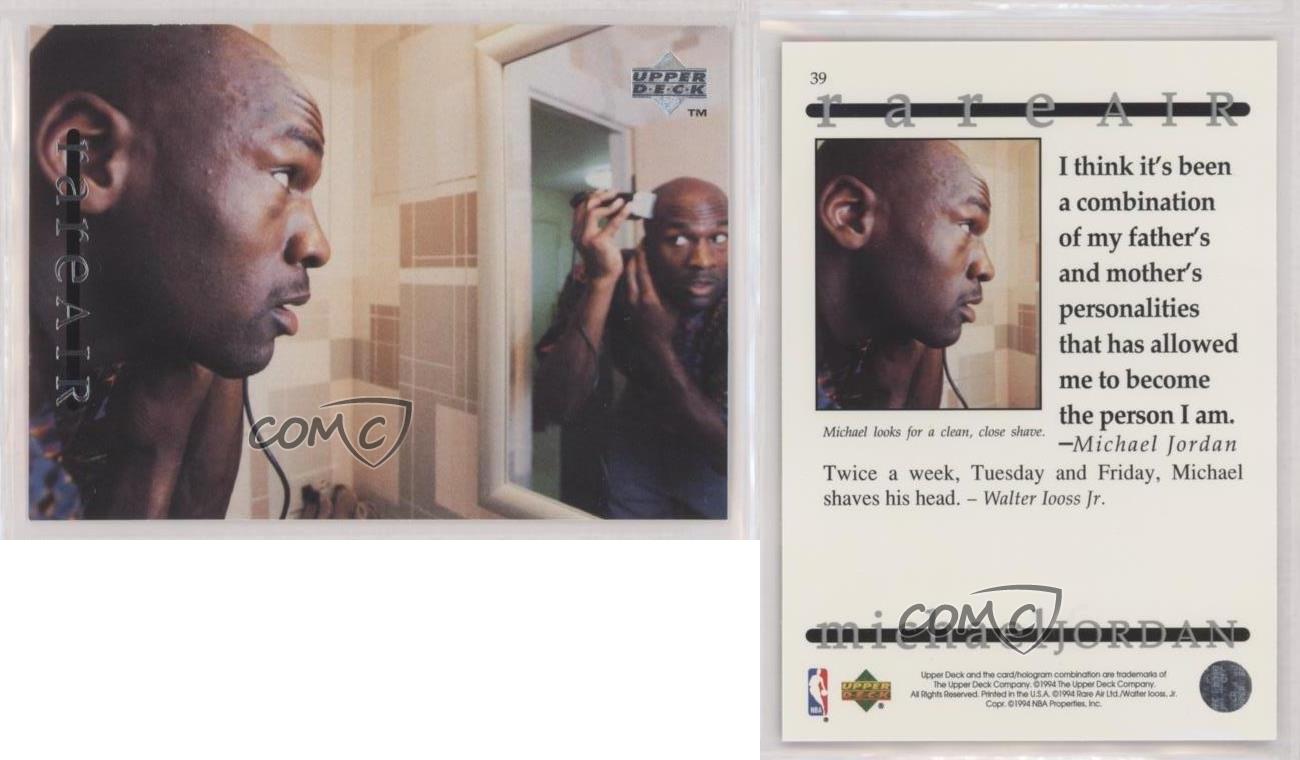 UPPER
D•E•C•K
TM
rare AIR
COMC
39
rare AIR
I think it's been
a combination
of my father's
and mother's
personalities
that has allowed
me to become
the person I am.
—Michael Jordan
Michael looks for a clean, close shave.
Twice a week, Tuesday and Friday, Michael
shaves his head. – Walter Iooss Jr.
COMC
michael JORDAN
NBA
®
UPPER
DECK
®
Upper Deck and the card/hologram combination are trademarks of
The Upper Deck Company. ©1994 The Upper Deck Company.
All Rights Reserved. Printed in the U.S.A. ©1994 Rare Air Ltd./Walter Iooss, Jr.
Copr. ©1994 NBA Properties, Inc.